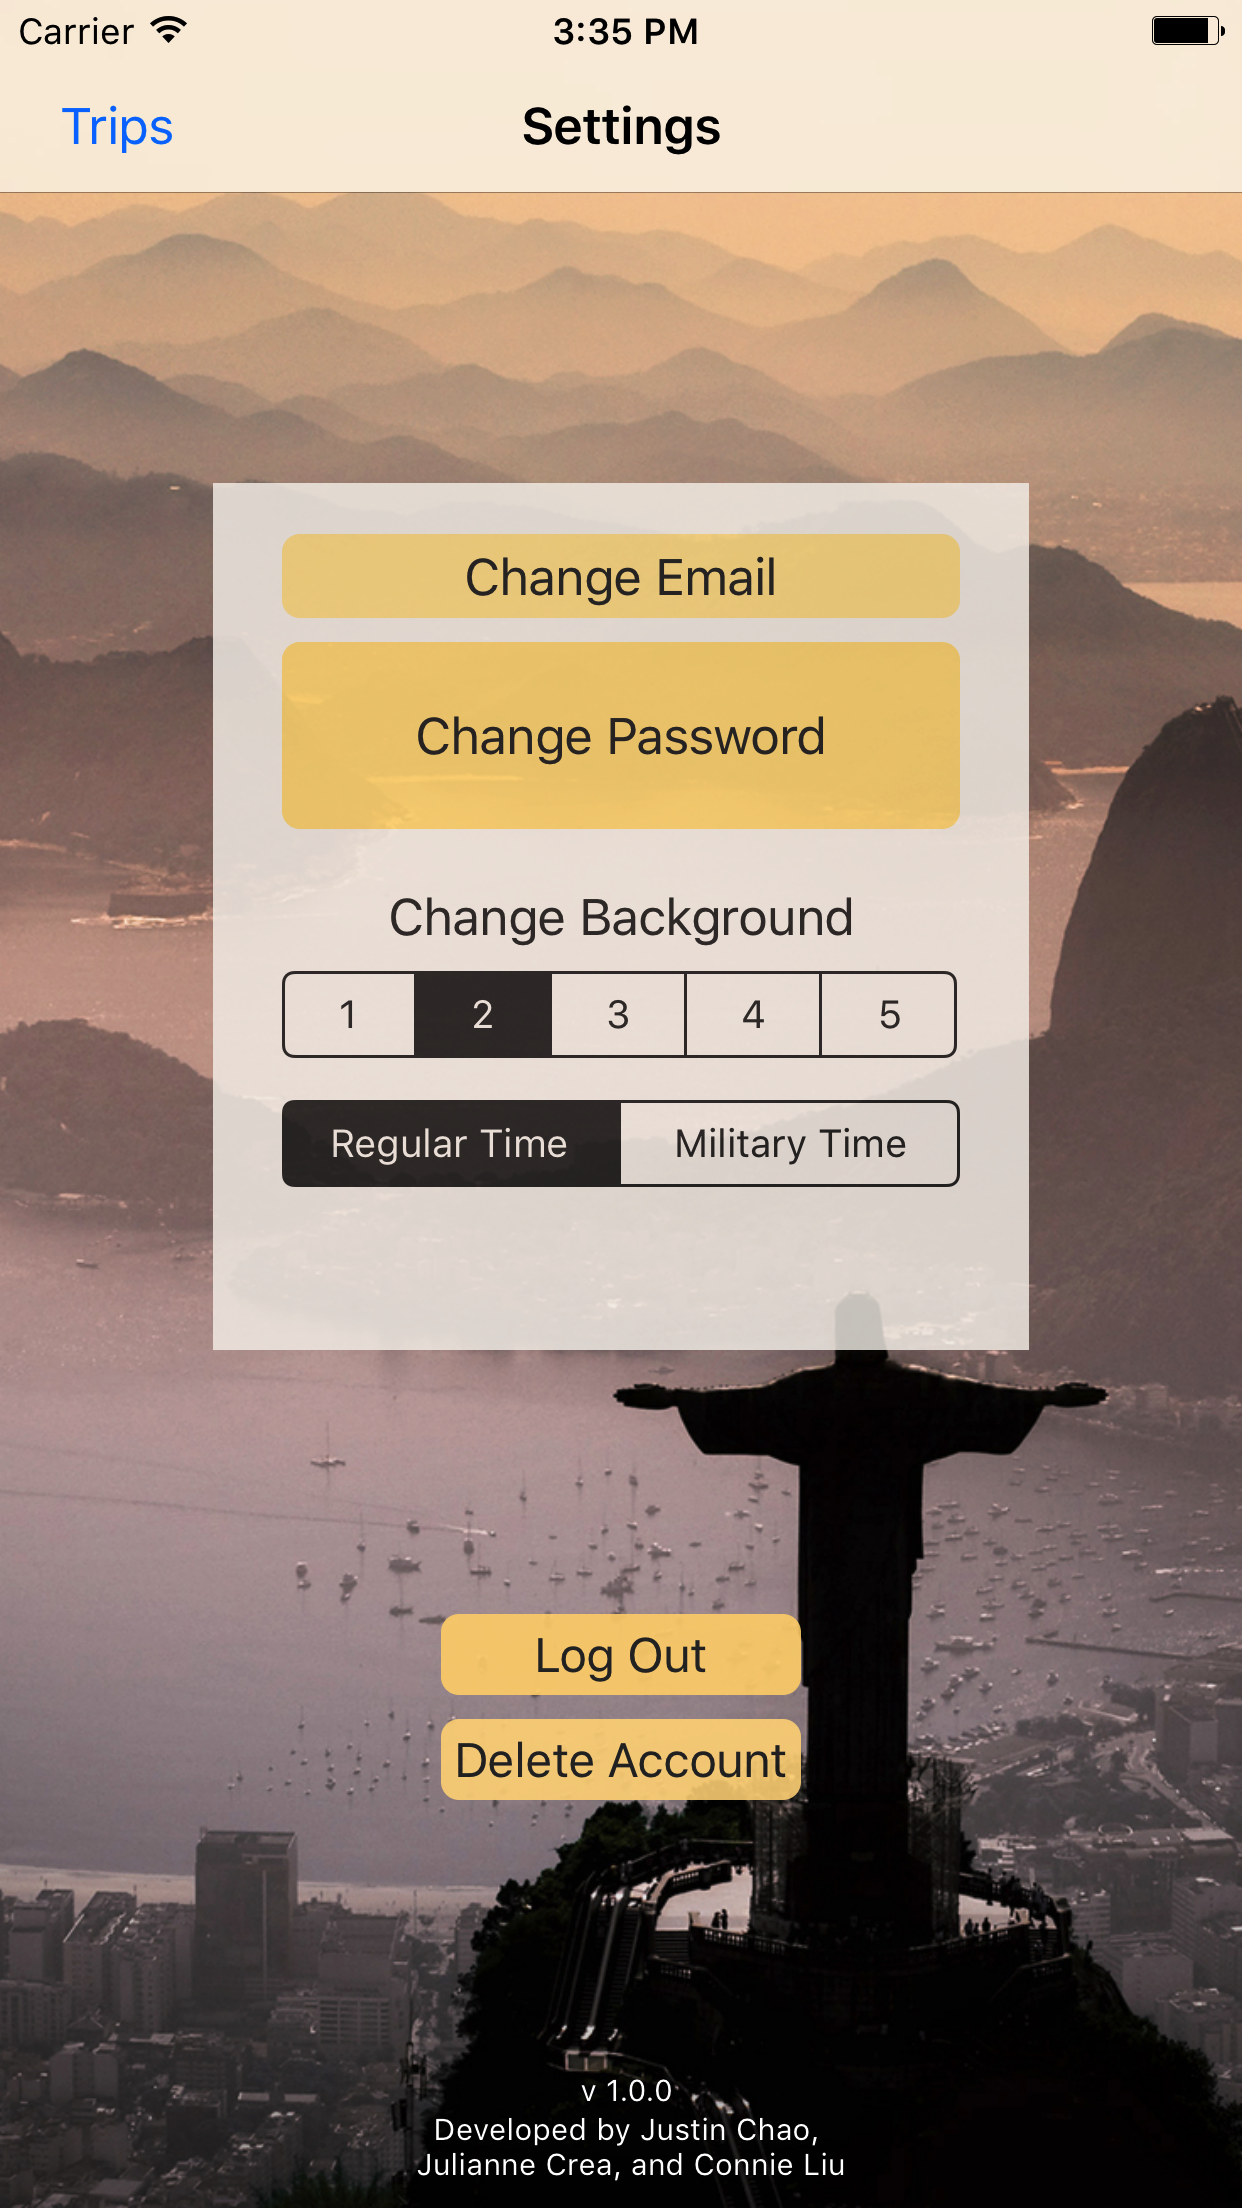 Carrier 3:35 PM
Trips Settings
Change Email
Change Password
Change Background
1 2 3 4 5
Regular Time Military Time
Log Out
Delete Account
v 1.0.0
Developed by Justin Chao,
Julianne Crea, and Connie Liu